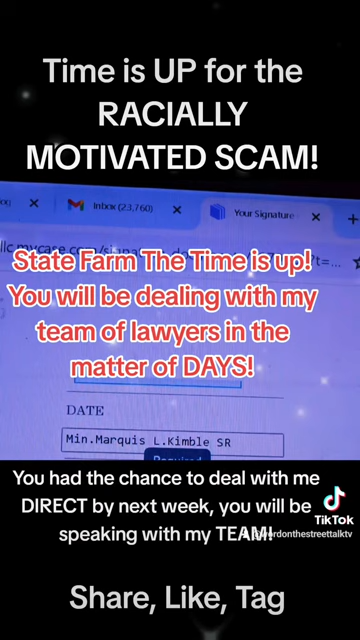 Time is UP for the
RACIALLY
MOTIVATED SCAM!
Inbox (23,760)
Your Signature
State Farm The Time is up!
You will be dealing with my
team of lawyers in the
matter of DAYS!
DATE
Min.Marquis L.Kimble SR
You had the chance to deal with me
DIRECT by next week, you will be
speaking with my TEAM!
TikTok
Share, Like, Tag